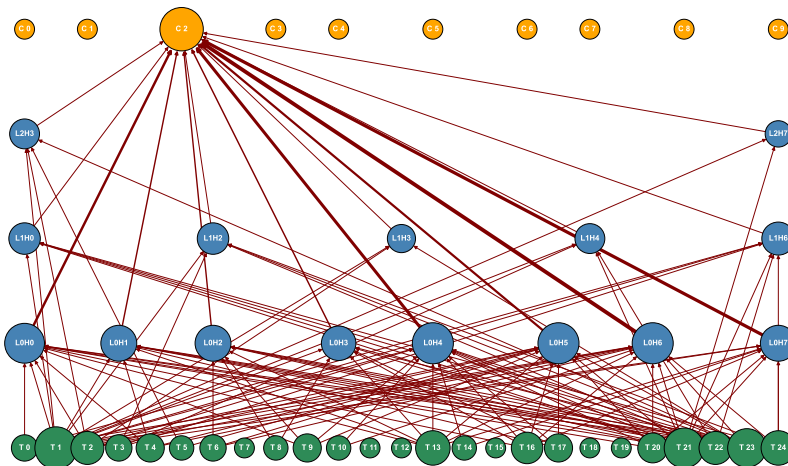 C 0 C 1 C 2 C 3 C 4 C 5 C 6 C 7 C 8 C 9
L2H3 L2H7
L1H0 L1H2 L1H3 L1H4 L1H6
L0H0 L0H1 L0H2 L0H3 L0H4 L0H5 L0H6 L0H7
T 0 T 1 T 2 T 3 T 4 T 5 T 6 T 7 T 8 T 9 T 10 T 11 T 12 T 13 T 14 T 15 T 16 T 17 T 18 T 19 T 20 T 21 T 22 T 23 T 24